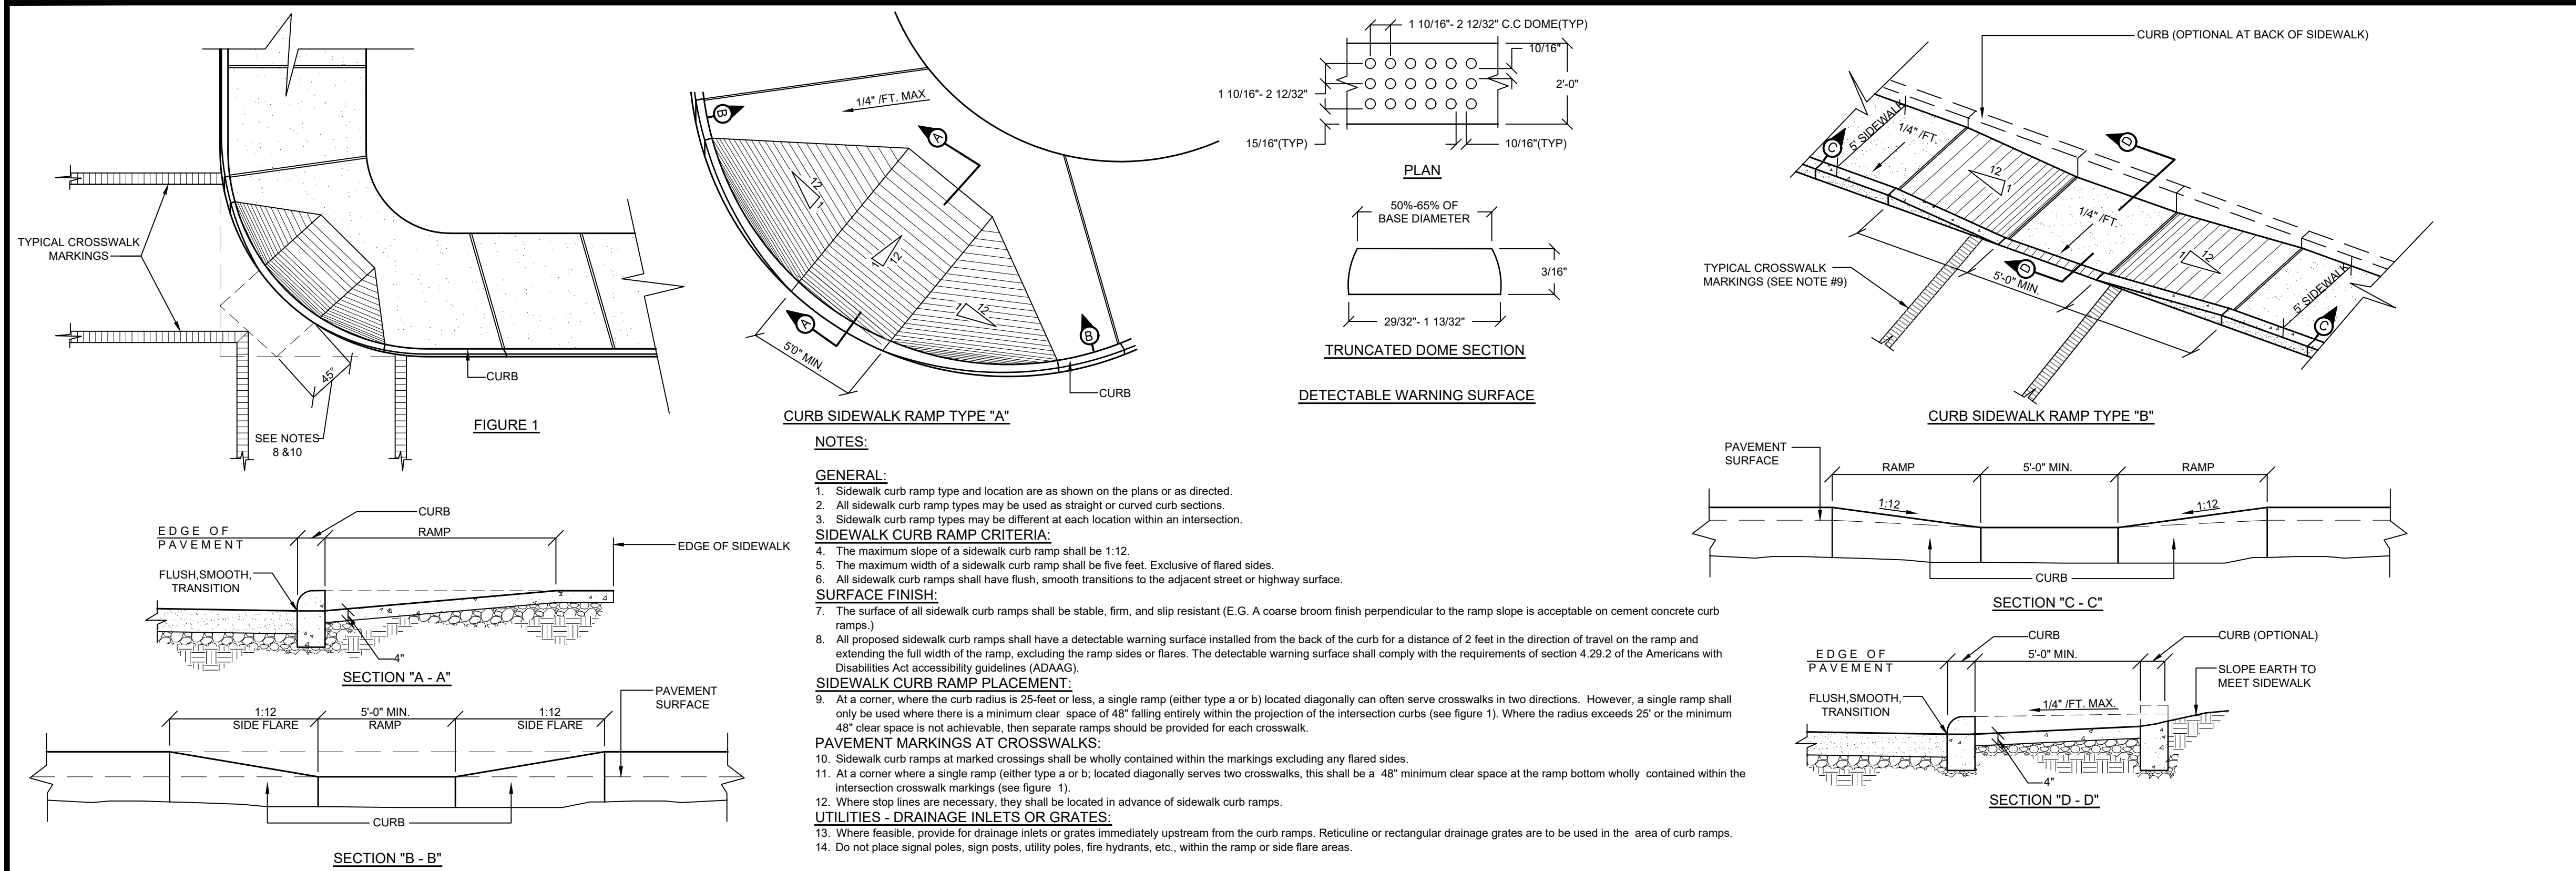 TYPICAL CROSSWALK
MARKINGS
CURB
45°
SEE NOTES
8 &10
FIGURE 1
B
1/4" /FT. MAX
A
12
1
1
12
1
12
A
B
5'0" MIN.
CURB
CURB SIDEWALK RAMP TYPE "A"
1 10/16"- 2 12/32" C.C DOME(TYP)
10/16"
2'-0"
1 10/16"- 2 12/32"
15/16"(TYP)
10/16"(TYP)
PLAN
50%-65% OF
BASE DIAMETER
3/16"
29/32"- 1 13/32"
TRUNCATED DOME SECTION
DETECTABLE WARNING SURFACE
CURB (OPTIONAL AT BACK OF SIDEWALK)
5' SIDEWALK
1/4" /FT.
C
D
12
1
1/4" /FT.
TYPICAL CROSSWALK
MARKINGS (SEE NOTE #9)
D
5'-0" MIN.
12
1
5' SIDEWALK
C
CURB SIDEWALK RAMP TYPE "B"
EDGE OF
PAVEMENT
CURB
RAMP
EDGE OF SIDEWALK
FLUSH,SMOOTH,
TRANSITION
4"
SECTION "A - A"
PAVEMENT
SURFACE
1:12
SIDE FLARE
5'-0" MIN.
RAMP
1:12
SIDE FLARE
CURB
SECTION "B - B"
NOTES:
GENERAL:
1. Sidewalk curb ramp type and location are as shown on the plans or as directed.
2. All sidewalk curb ramp types may be used as straight or curved curb sections.
3. Sidewalk curb ramp types may be different at each location within an intersection.
SIDEWALK CURB RAMP CRITERIA:
4. The maximum slope of a sidewalk curb ramp shall be 1:12.
5. The maximum width of a sidewalk curb ramp shall be five feet. Exclusive of flared sides.
6. All sidewalk curb ramps shall have flush, smooth transitions to the adjacent street or highway surface.
SURFACE FINISH:
7. The surface of all sidewalk curb ramps shall be stable, firm, and slip resistant (E.G. A coarse broom finish perpendicular to the ramp slope is acceptable on cement concrete curb
ramps.)
8. All proposed sidewalk curb ramps shall have a detectable warning surface installed from the back of the curb for a distance of 2 feet in the direction of travel on the ramp and
extending the full width of the ramp, excluding the ramp sides or flares. The detectable warning surface shall comply with the requirements of section 4.29.2 of the Americans with
Disabilities Act accessibility guidelines (ADAAG).
SIDEWALK CURB RAMP PLACEMENT:
9. At a corner, where the curb radius is 25-feet or less, a single ramp (either type a or b) located diagonally can often serve crosswalks in two directions. However, a single ramp shall
only be used where there is a minimum clear space of 48" falling entirely within the projection of the intersection curbs (see figure 1). Where the radius exceeds 25' or the minimum
48" clear space is not achievable, then separate ramps should be provided for each crosswalk.
PAVEMENT MARKINGS AT CROSSWALKS:
10. Sidewalk curb ramps at marked crossings shall be wholly contained within the markings excluding any flared sides.
11. At a corner where a single ramp (either type a or b; located diagonally serves two crosswalks, this shall be a 48" minimum clear space at the ramp bottom wholly contained within the
intersection crosswalk markings (see figure 1).
12. Where stop lines are necessary, they shall be located in advance of sidewalk curb ramps.
UTILITIES - DRAINAGE INLETS OR GRATES:
13. Where feasible, provide for drainage inlets or grates immediately upstream from the curb ramps. Reticuline or rectangular drainage grates are to be used in the area of curb ramps.
14. Do not place signal poles, sign posts, utility poles, fire hydrants, etc., within the ramp or side flare areas.
PAVEMENT
SURFACE
RAMP
5'-0" MIN.
RAMP
1:12
1:12
CURB
SECTION "C - C"
CURB
CURB (OPTIONAL)
EDGE OF
PAVEMENT
5'-0" MIN.
SLOPE EARTH TO
MEET SIDEWALK
FLUSH,SMOOTH,
TRANSITION
1/4" /FT. MAX.
4"
SECTION "D - D"